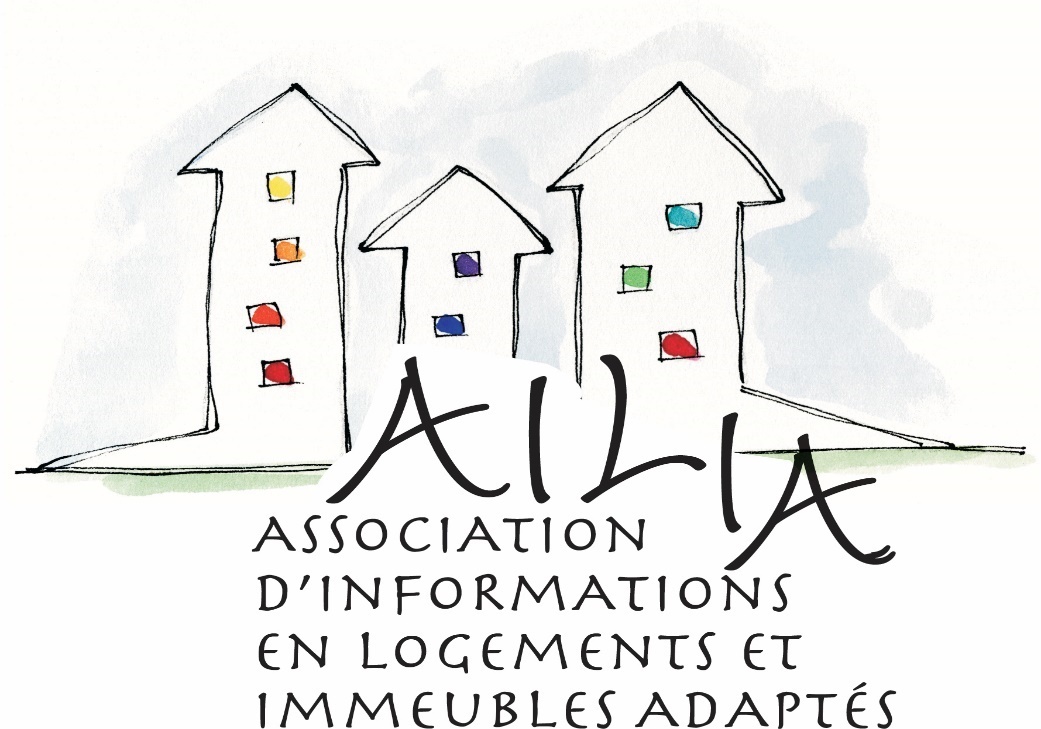 AILIA
ASSOCIATION
D'INFORMATIONS
EN LOGEMENTS ET
IMMEUBLES ADAPTÉS